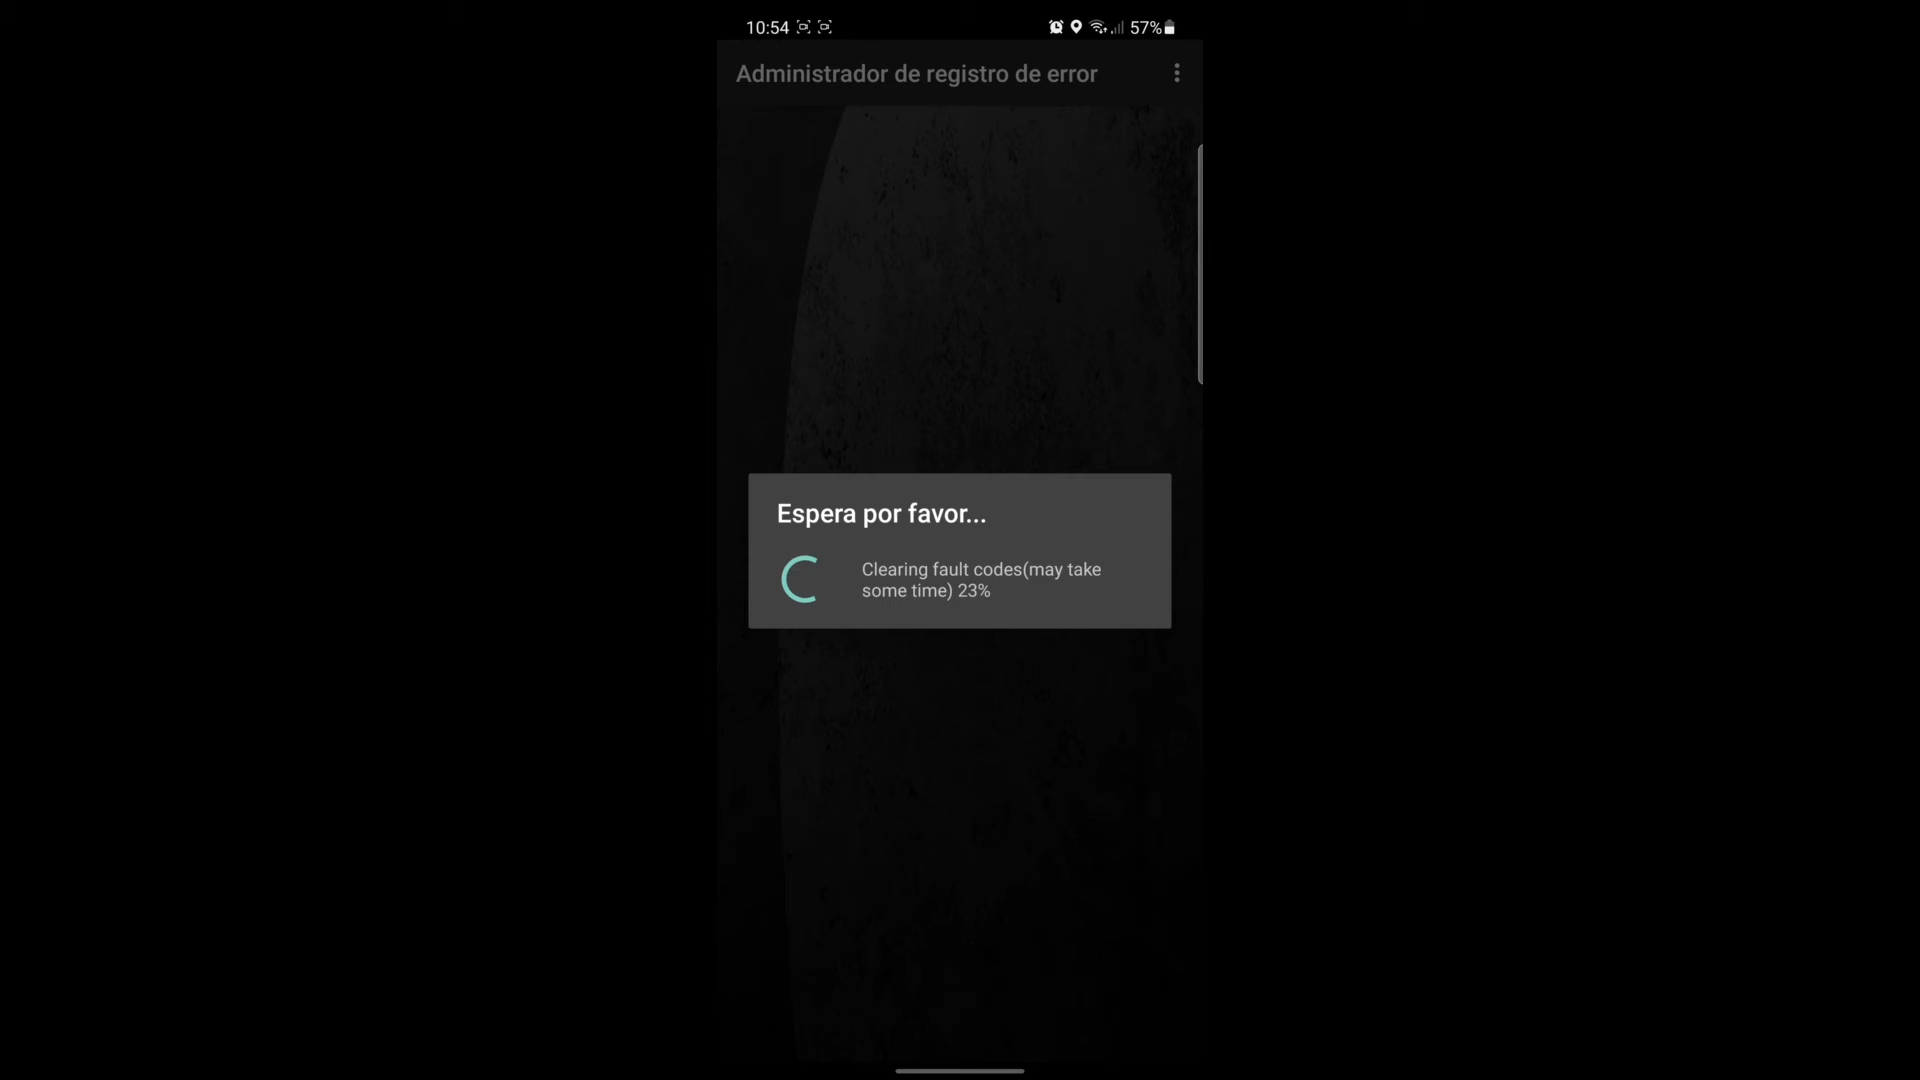 10:54
57%
Administrador de registro de error
Espera por favor...
Clearing fault codes(may take
some time) 23%